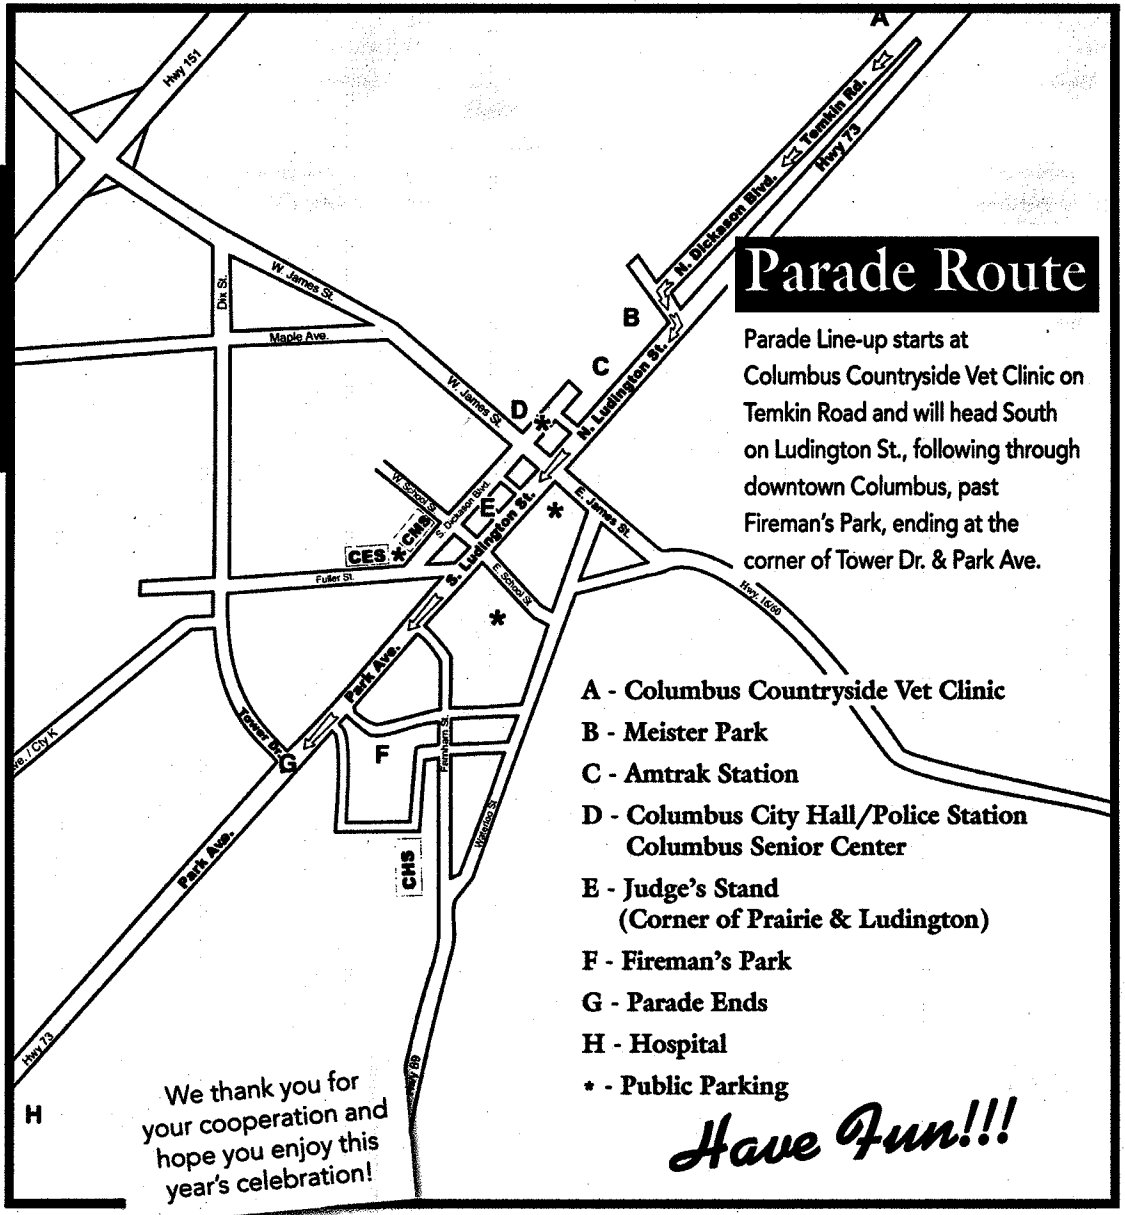 A
Hwy 151
Temkin Rd.
Hwy 73
N. Dickason Blvd.
Parade Route
Parade Line-up starts at
Columbus Countryside Vet Clinic on
Temkin Road and will head South
on Ludington St., following through
downtown Columbus, past
Fireman's Park, ending at the
corner of Tower Dr. & Park Ave.
W. James St.
Dix St.
Maple Ave.
B
C
N. Ludington St.
W. James St.
D
*
W. School St.
S. Dickason Blvd.
E
S. Ludington St.
*
E. James St.
CMS
CES *
Fuller St.
E. School St.
*
Hwy. 16/60
Park Ave.
Tower Dr.
G
F
Farnham St.
Waterloo St.
ve. / Cty K
CHS
Park Ave.
Hwy 73
H
Hwy 89
A - Columbus Countryside Vet Clinic
B - Meister Park
C - Amtrak Station
D - Columbus City Hall/Police Station
Columbus Senior Center
E - Judge's Stand
(Corner of Prairie & Ludington)
F - Fireman's Park
G - Parade Ends
H - Hospital
* - Public Parking
We thank you for
your cooperation and
hope you enjoy this
year's celebration!
Have Fun!!!